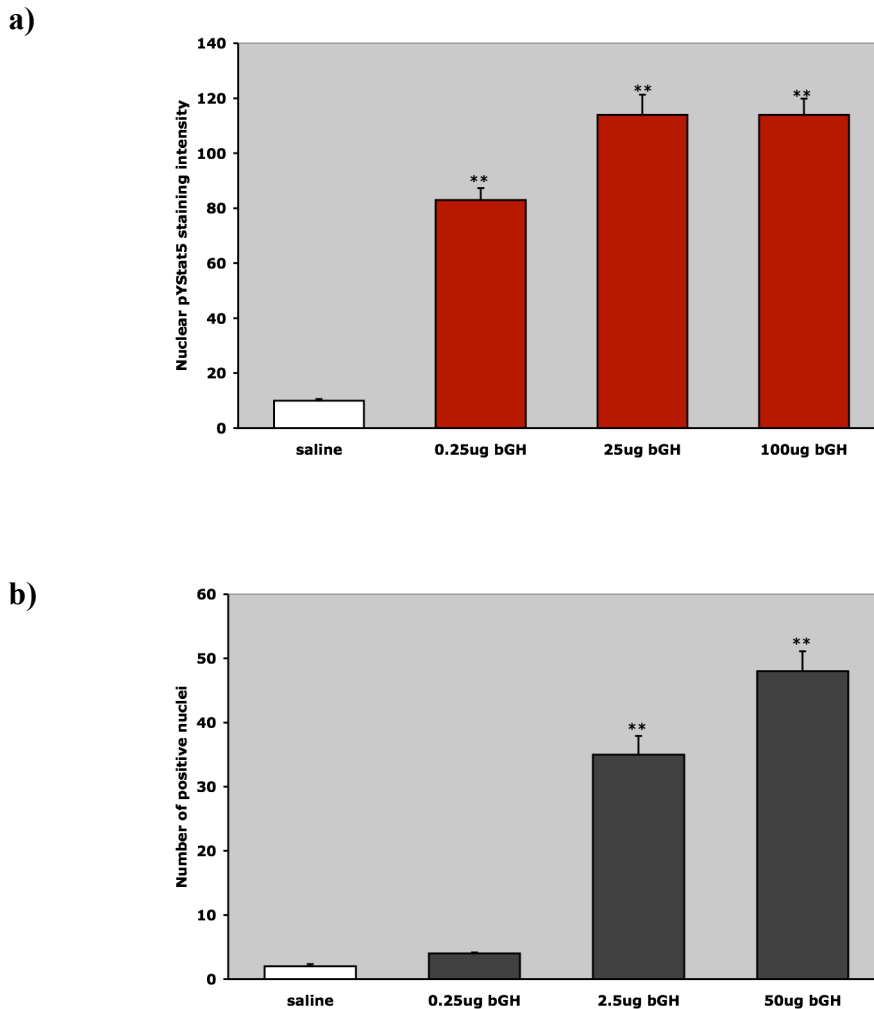 a)
140
120
100
80
60
40
20
0
Nuclear pYStat5 staining intensity
** ** **
saline 0.25ug bGH 25ug bGH 100ug bGH
b)
60
50
40
30
20
10
0
Number of positive nuclei
** **
saline 0.25ug bGH 2.5ug bGH 50ug bGH